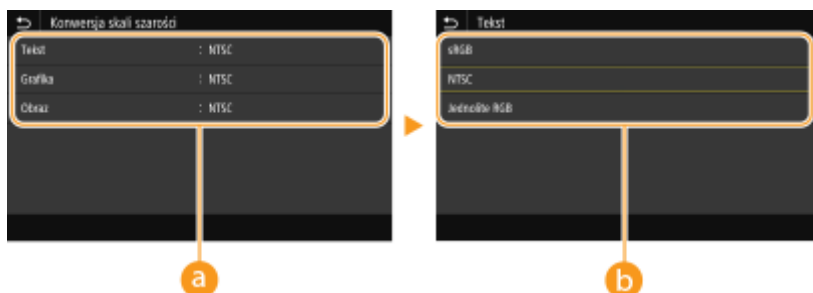 Konwersja skali szarości
Tekst : NTSC
Grafika : NTSC
Obraz : NTSC
a
Tekst
sRGB
NTSC
Jednolite RGB
b